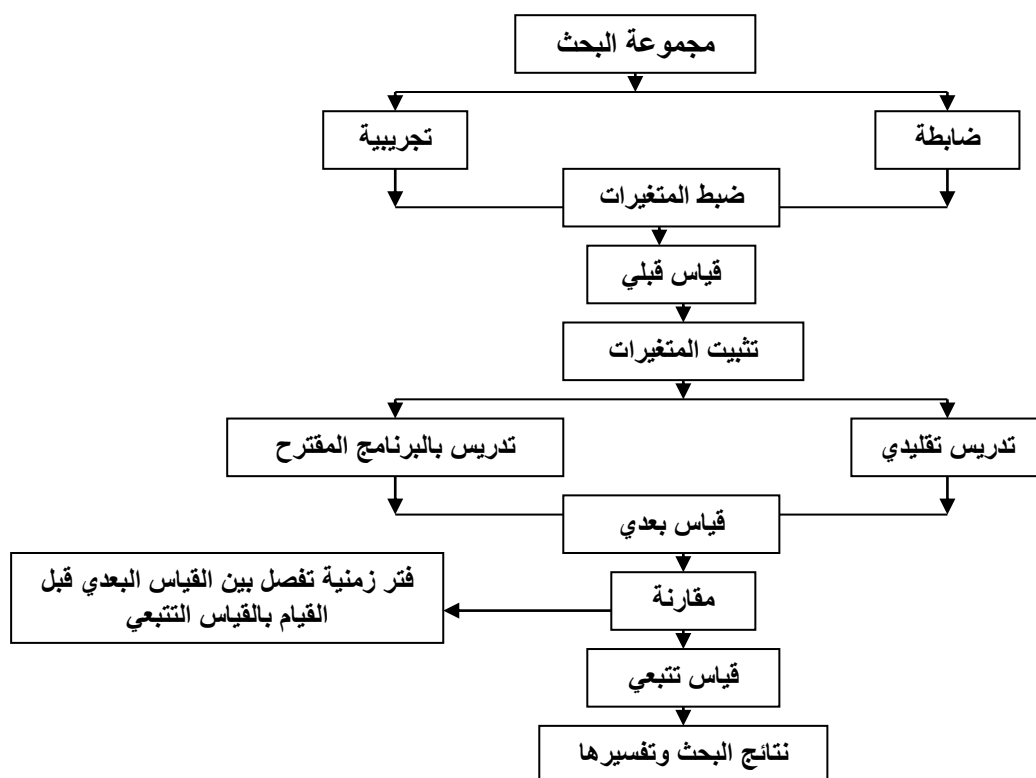 مجموعة البحث
ضابطة
تجريبية
ضبط المتغيرات
قياس قبلي
تثبيت المتغيرات
تدريس تقليدي
تدريس بالبرنامج المقترح
قياس بعدي
مقارنة
فتر زمنية تفصل بين القياس البعدي قبل
القيام بالقياس التتبعي
قياس تتبعي
نتائج البحث وتفسيرها